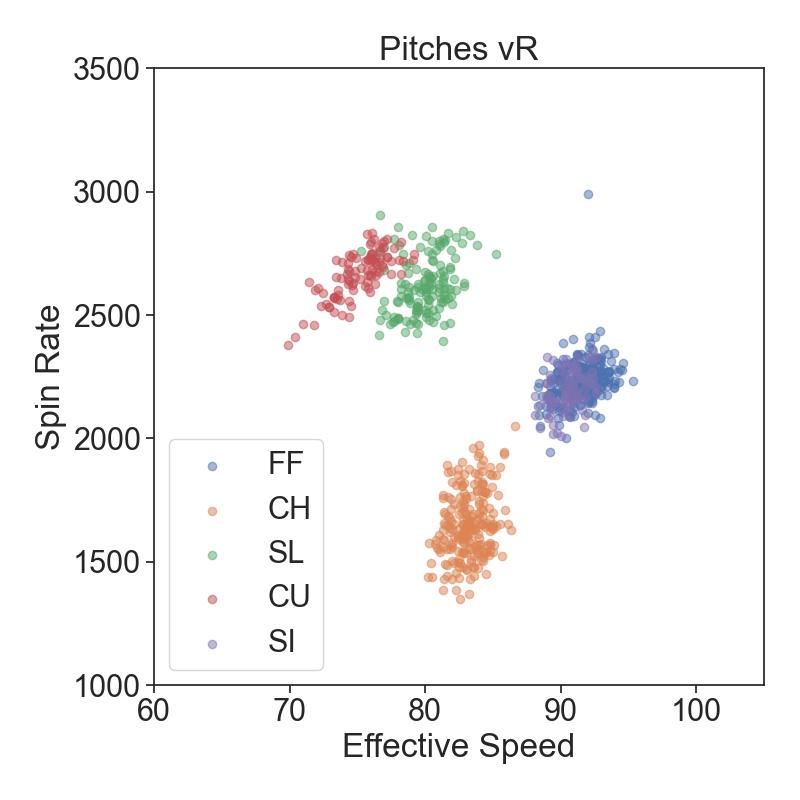 Pitches vR
3500
3000
2500
2000
1500
1000
Spin Rate
FF
CH
SL
CU
SI
60 70 80 90 100
Effective Speed